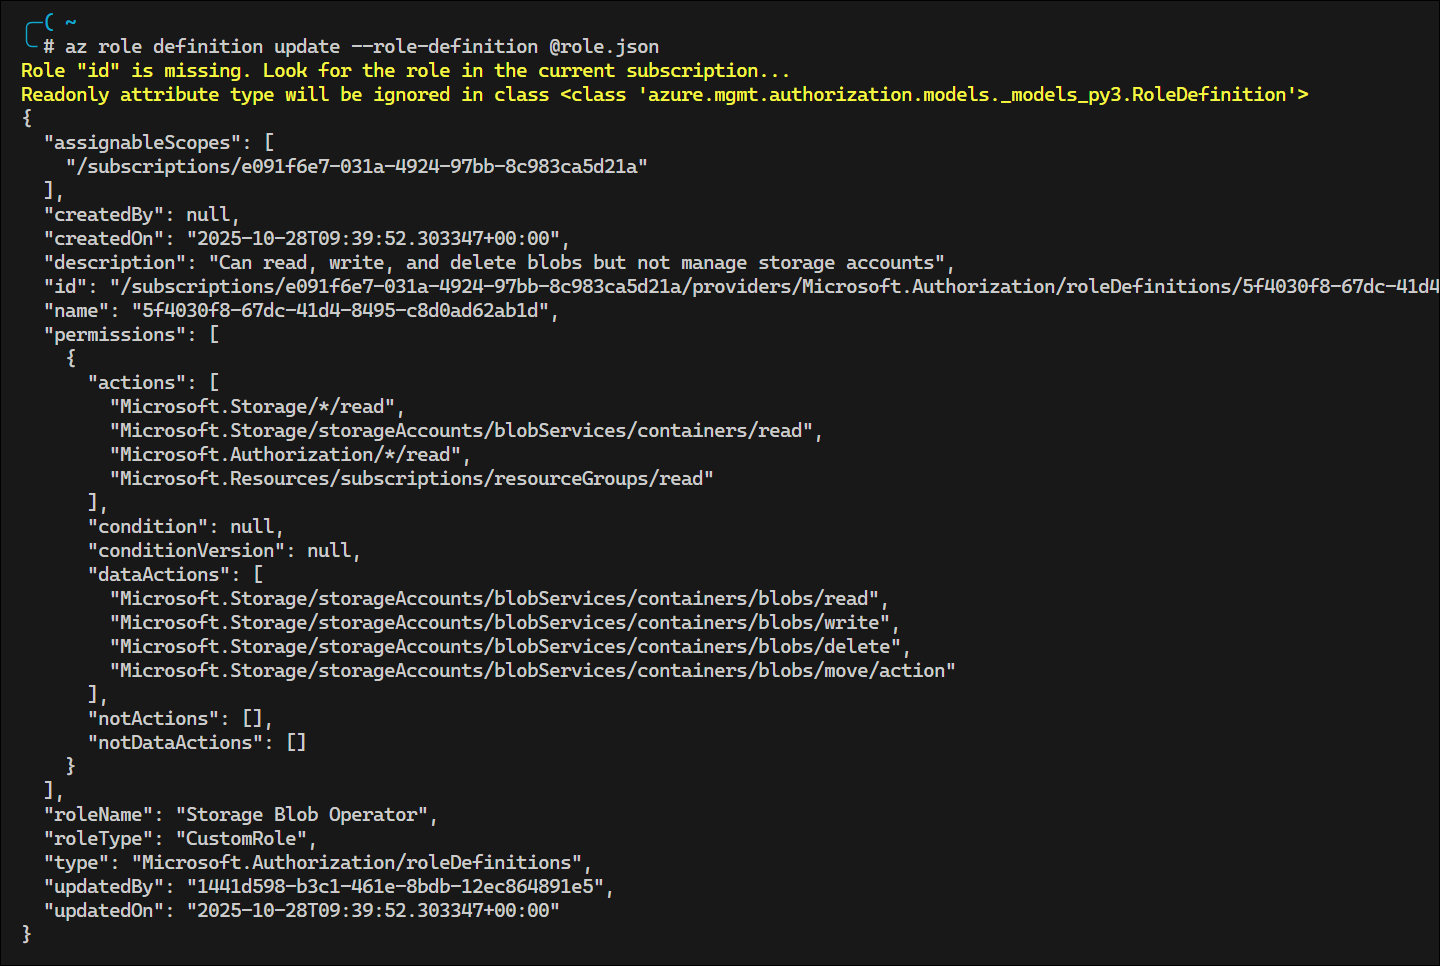 ~
# az role definition update --role-definition @role.json
Role "id" is missing. Look for the role in the current subscription...
Readonly attribute type will be ignored in class <class 'azure.mgmt.authorization.models._models_py3.RoleDefinition'>
{
  "assignableScopes": [
    "/subscriptions/e091f6e7-031a-4924-97bb-8c983ca5d21a"
  ],
  "createdBy": null,
  "createdOn": "2025-10-28T09:39:52.303347+00:00",
  "description": "Can read, write, and delete blobs but not manage storage accounts",
  "id": "/subscriptions/e091f6e7-031a-4924-97bb-8c983ca5d21a/providers/Microsoft.Authorization/roleDefinitions/5f4030f8-67dc-41d4
  "name": "5f4030f8-67dc-41d4-8495-c8d0ad62ab1d",
  "permissions": [
    {
      "actions": [
        "Microsoft.Storage/*/read",
        "Microsoft.Storage/storageAccounts/blobServices/containers/read",
        "Microsoft.Authorization/*/read",
        "Microsoft.Resources/subscriptions/resourceGroups/read"
      ],
      "condition": null,
      "conditionVersion": null,
      "dataActions": [
        "Microsoft.Storage/storageAccounts/blobServices/containers/blobs/read",
        "Microsoft.Storage/storageAccounts/blobServices/containers/blobs/write",
        "Microsoft.Storage/storageAccounts/blobServices/containers/blobs/delete",
        "Microsoft.Storage/storageAccounts/blobServices/containers/blobs/move/action"
      ],
      "notActions": [],
      "notDataActions": []
    }
  ],
  "roleName": "Storage Blob Operator",
  "roleType": "CustomRole",
  "type": "Microsoft.Authorization/roleDefinitions",
  "updatedBy": "1441d598-b3c1-461e-8bdb-12ec864891e5",
  "updatedOn": "2025-10-28T09:39:52.303347+00:00"
}